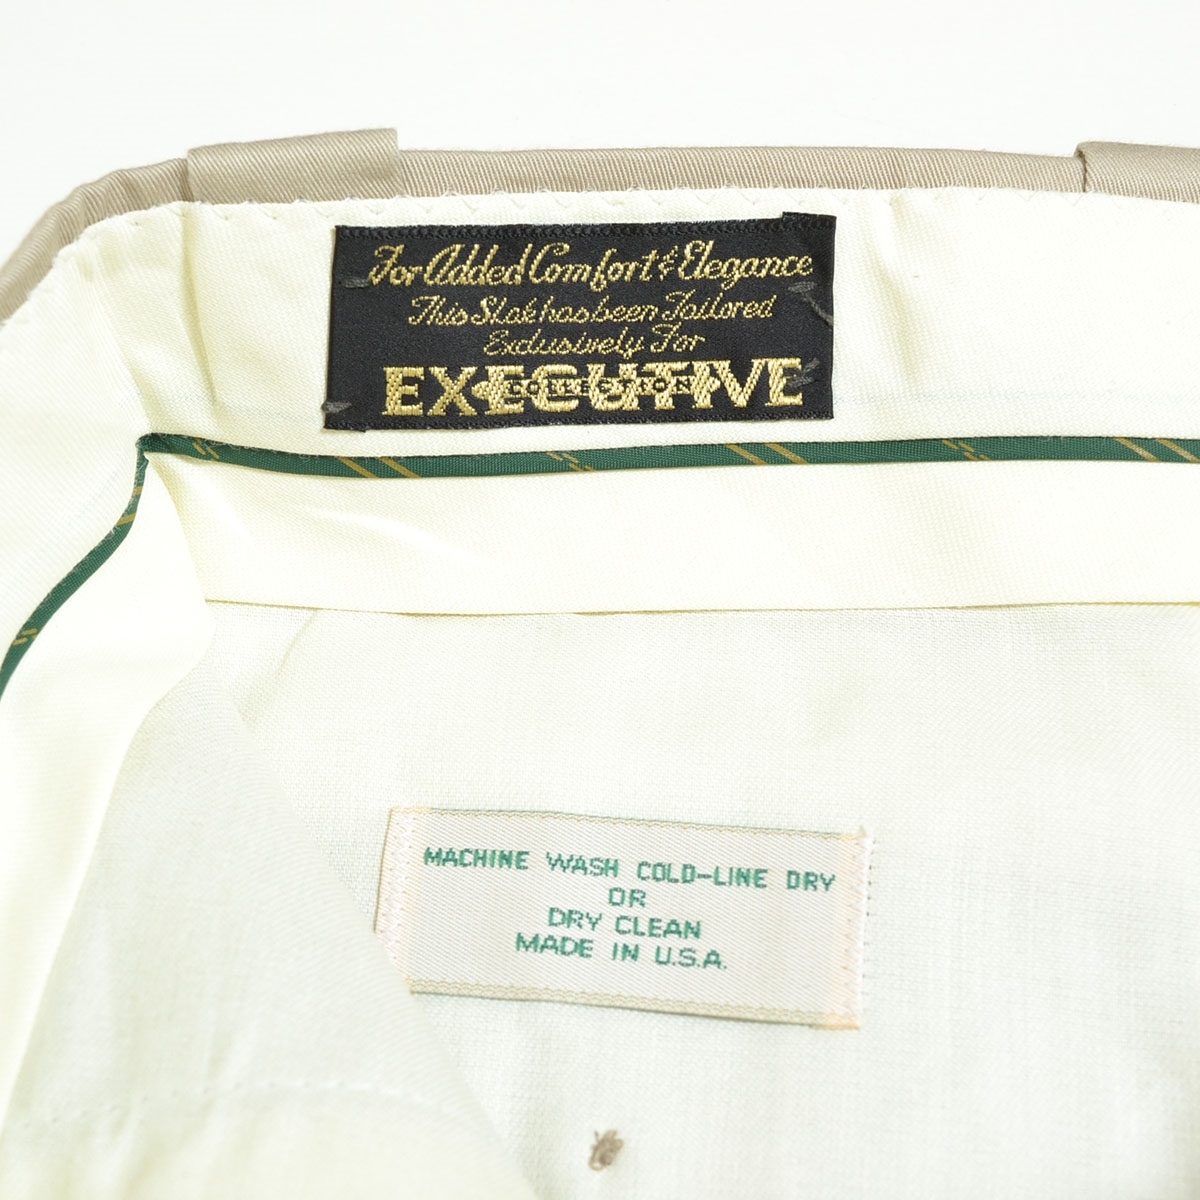 For Added Comfort & Elegance
This Slak has been Tailored
Exclusively For
EXECUTIVE
COLLECTION
MACHINE WASH COLD-LINE DRY
OR
DRY CLEAN
MADE IN U.S.A.